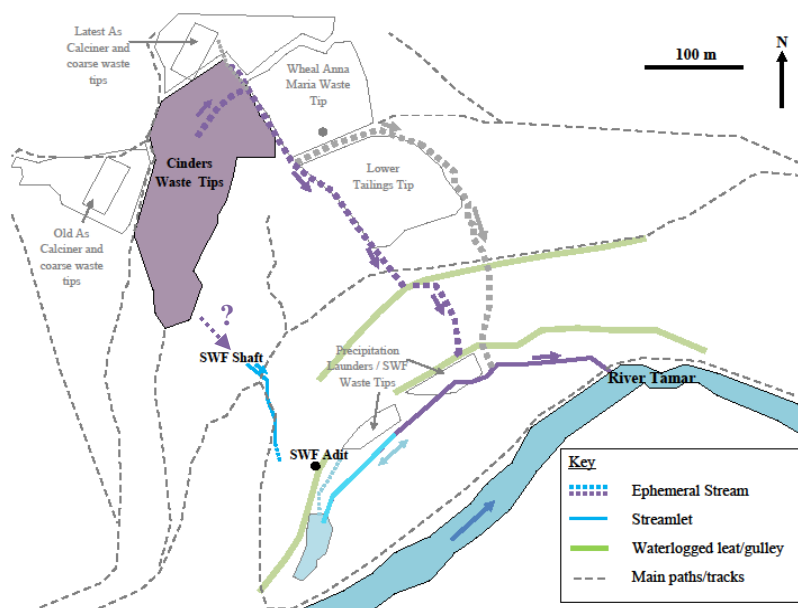 Latest As
Calciner and
coarse waste
tips
Wheal Anna
Maria Waste
Tip
100 m
N
Cinders
Waste Tips
Lower
Tailings Tip
Old As
Calciner and
coarse waste
tips
?
SWF Shaft
Precipitation
Launders / SWF
Waste Tips
River Tamar
SWF Adit
Key
Ephemeral Stream
Streamlet
Waterlogged leat/gulley
Main paths/tracks